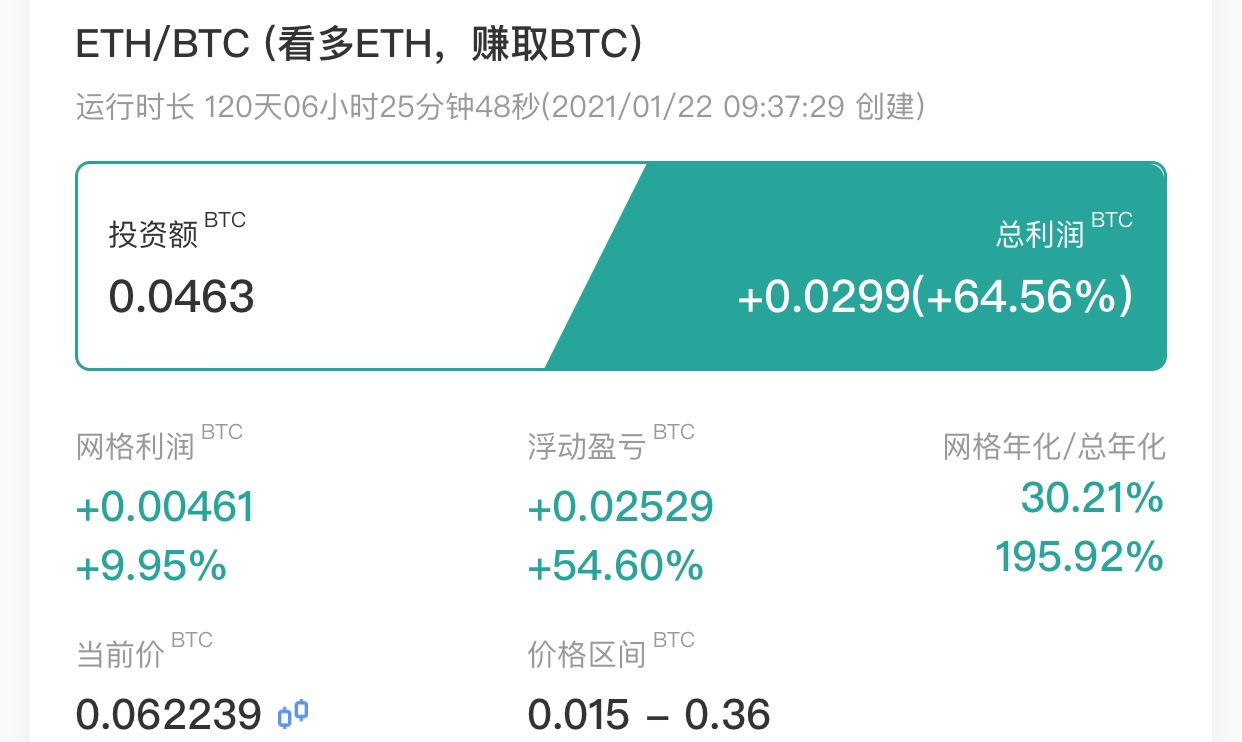 ETH/BTC (看多ETH，赚取BTC)
运行时长 120天06小时25分钟48秒(2021/01/22 09:37:29 创建)
投资额 BTC
总利润 BTC
0.0463
+0.0299(+64.56%)
网格利润 BTC
浮动盈亏 BTC
网格年化/总年化
+0.00461
+0.02529
30.21%
+9.95%
+54.60%
195.92%
当前价 BTC
价格区间 BTC
0.062239
0.015 – 0.36